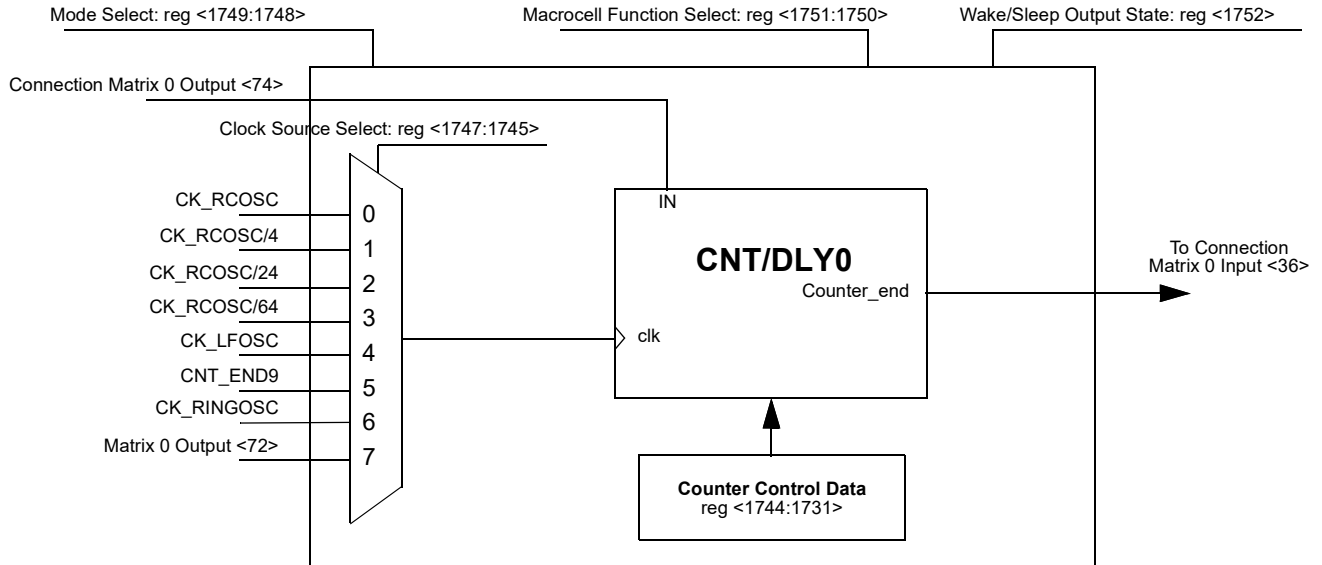 Mode Select: reg <1749:1748>
Macrocell Function Select: reg <1751:1750>
Wake/Sleep Output State: reg <1752>
Connection Matrix 0 Output <74>
Clock Source Select: reg <1747:1745>
CK_RCOSC
0
CK_RCOSC/4
1
CK_RCOSC/24
2
CK_RCOSC/64
3
CK_LFOSC
4
CNT_END9
5
CK_RINGOSC
6
Matrix 0 Output <72>
7
IN
CNT/DLY0
Counter_end
clk
To Connection
Matrix 0 Input <36>
Counter Control Data
reg <1744:1731>